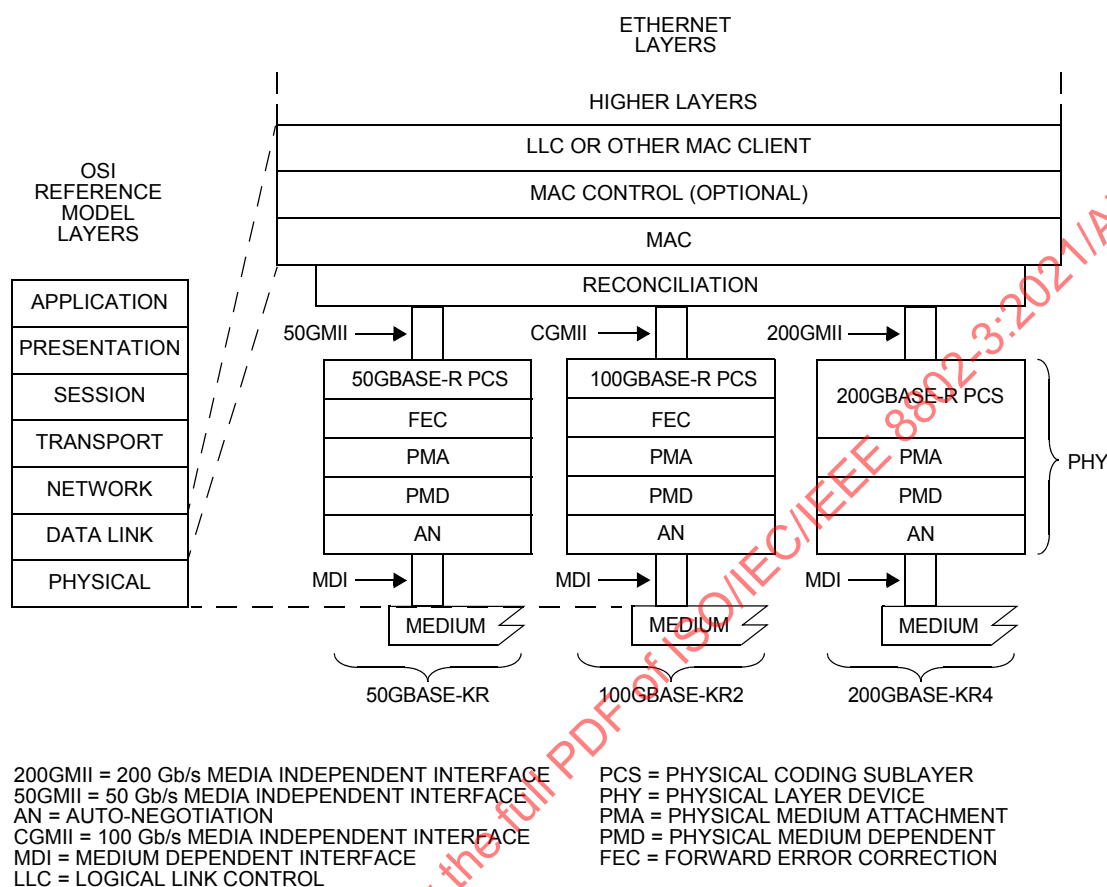 ETHERNET
LAYERS
HIGHER LAYERS
LLC OR OTHER MAC CLIENT
MAC CONTROL (OPTIONAL)
MAC
RECONCILIATION
OSI
REFERENCE
MODEL
LAYERS
APPLICATION
PRESENTATION
SESSION
TRANSPORT
NETWORK
DATA LINK
PHYSICAL
50GMII
CGMII
200GMII
50GBASE-R PCS
FEC
PMA
PMD
AN
100GBASE-R PCS
FEC
PMA
PMD
AN
200GBASE-R PCS
PMA
PMD
AN
PHY
MDI
MDI
MDI
MEDIUM
MEDIUM
MEDIUM
50GBASE-KR
100GBASE-KR2
200GBASE-KR4
200GMII = 200 Gb/s MEDIA INDEPENDENT INTERFACE
50GMII = 50 Gb/s MEDIA INDEPENDENT INTERFACE
AN = AUTO-NEGOTIATION
CGMII = 100 Gb/s MEDIA INDEPENDENT INTERFACE
MDI = MEDIUM DEPENDENT INTERFACE
LLC = LOGICAL LINK CONTROL
PCS = PHYSICAL CODING SUBLAYER
PHY = PHYSICAL LAYER DEVICE
PMA = PHYSICAL MEDIUM ATTACHMENT
PMD = PHYSICAL MEDIUM DEPENDENT
FEC = FORWARD ERROR CORRECTION
the full PDF of ISO/IEC/IEEE 8802-3:2021/A